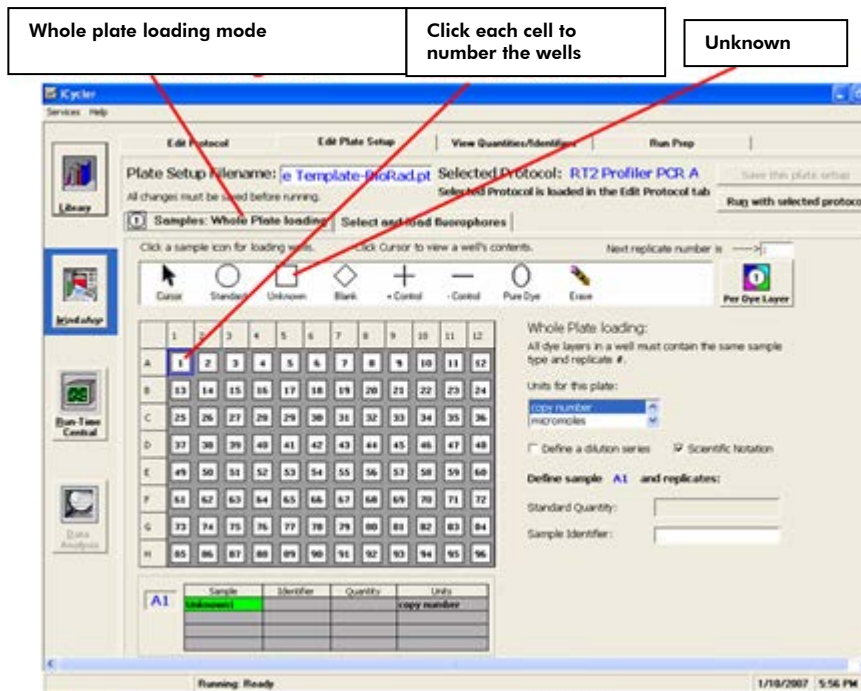 Whole plate loading mode
Click each cell to
number the wells
Unknown
iCycler
Services Help
Edit Protocol Edit Plate Setup View Quantities/Identifiers Run Prep
Plate Setup Filename: e Template-BioRad.pt Selected Protocol: RT2 Profiler PCR A Save this plate setup
All changes must be saved before running. Selected Protocol is loaded in the Edit Protocol tab Run with selected protoco
Library
1 Samples: Whole Plate loading Select and load fluorophores
Click a sample icon for loading wells. Click Cursor to view a well's contents. Next replicate number is ---->
Cursor Standard Unknown Blank + Control - Control Pure Dye Erase
1
Per Dye Layer
Workshop
1 2 3 4 5 6 7 8 9 10 11 12
A 1 2 3 4 5 6 7 8 9 10 11 12
B 13 14 15 16 17 18 19 20 21 22 23 24
C 25 26 27 28 29 30 31 32 33 34 35 36
D 37 38 39 40 41 42 43 44 45 46 47 48
E 49 50 51 52 53 54 55 56 57 58 59 60
F 61 62 63 64 65 66 67 68 69 70 71 72
G 73 74 75 76 77 78 79 80 81 82 83 84
H 85 86 87 88 89 90 91 92 93 94 95 96
Whole Plate loading:
All dye layers in a well must contain the same sample
type and replicate #.
Units for this plate:
copy number
micromoles
Define a dilution series Scientific Notation
Define sample A1 and replicates:
Standard Quantity:
Sample Identifier:
Run-Time
Central
Data
Analysis
A1
Sample Identifier Quantity Units
Unknown1 copy number
Running: Ready 1/10/2007 5:56 PM